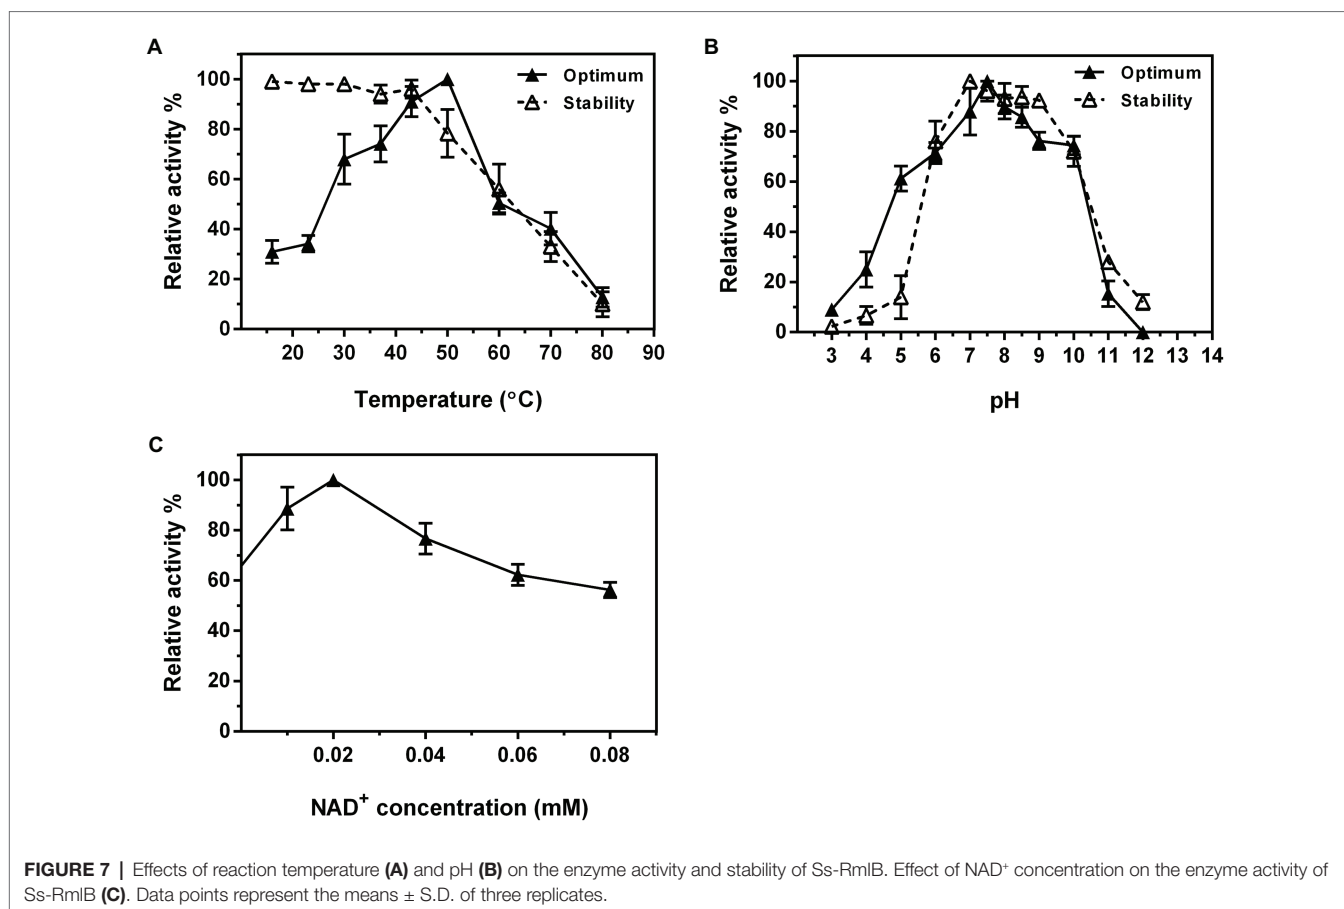 A
Optimum
Stability
Relative activity %
100
80
60
40
20
0
20 30 40 50 60 70 80 90
Temperature (°C)
B
Optimum
Stability
Relative activity %
100
80
60
40
20
0
3 4 5 6 7 8 9 10 11 12 13 14
pH
C
Relative activity %
100
80
60
40
20
0
0.02 0.04 0.06 0.08
NAD⁺ concentration (mM)
FIGURE 7 | Effects of reaction temperature (A) and pH (B) on the enzyme activity and stability of Ss-RmlB. Effect of NAD⁺ concentration on the enzyme activity of
Ss-RmlB (C). Data points represent the means ± S.D. of three replicates.